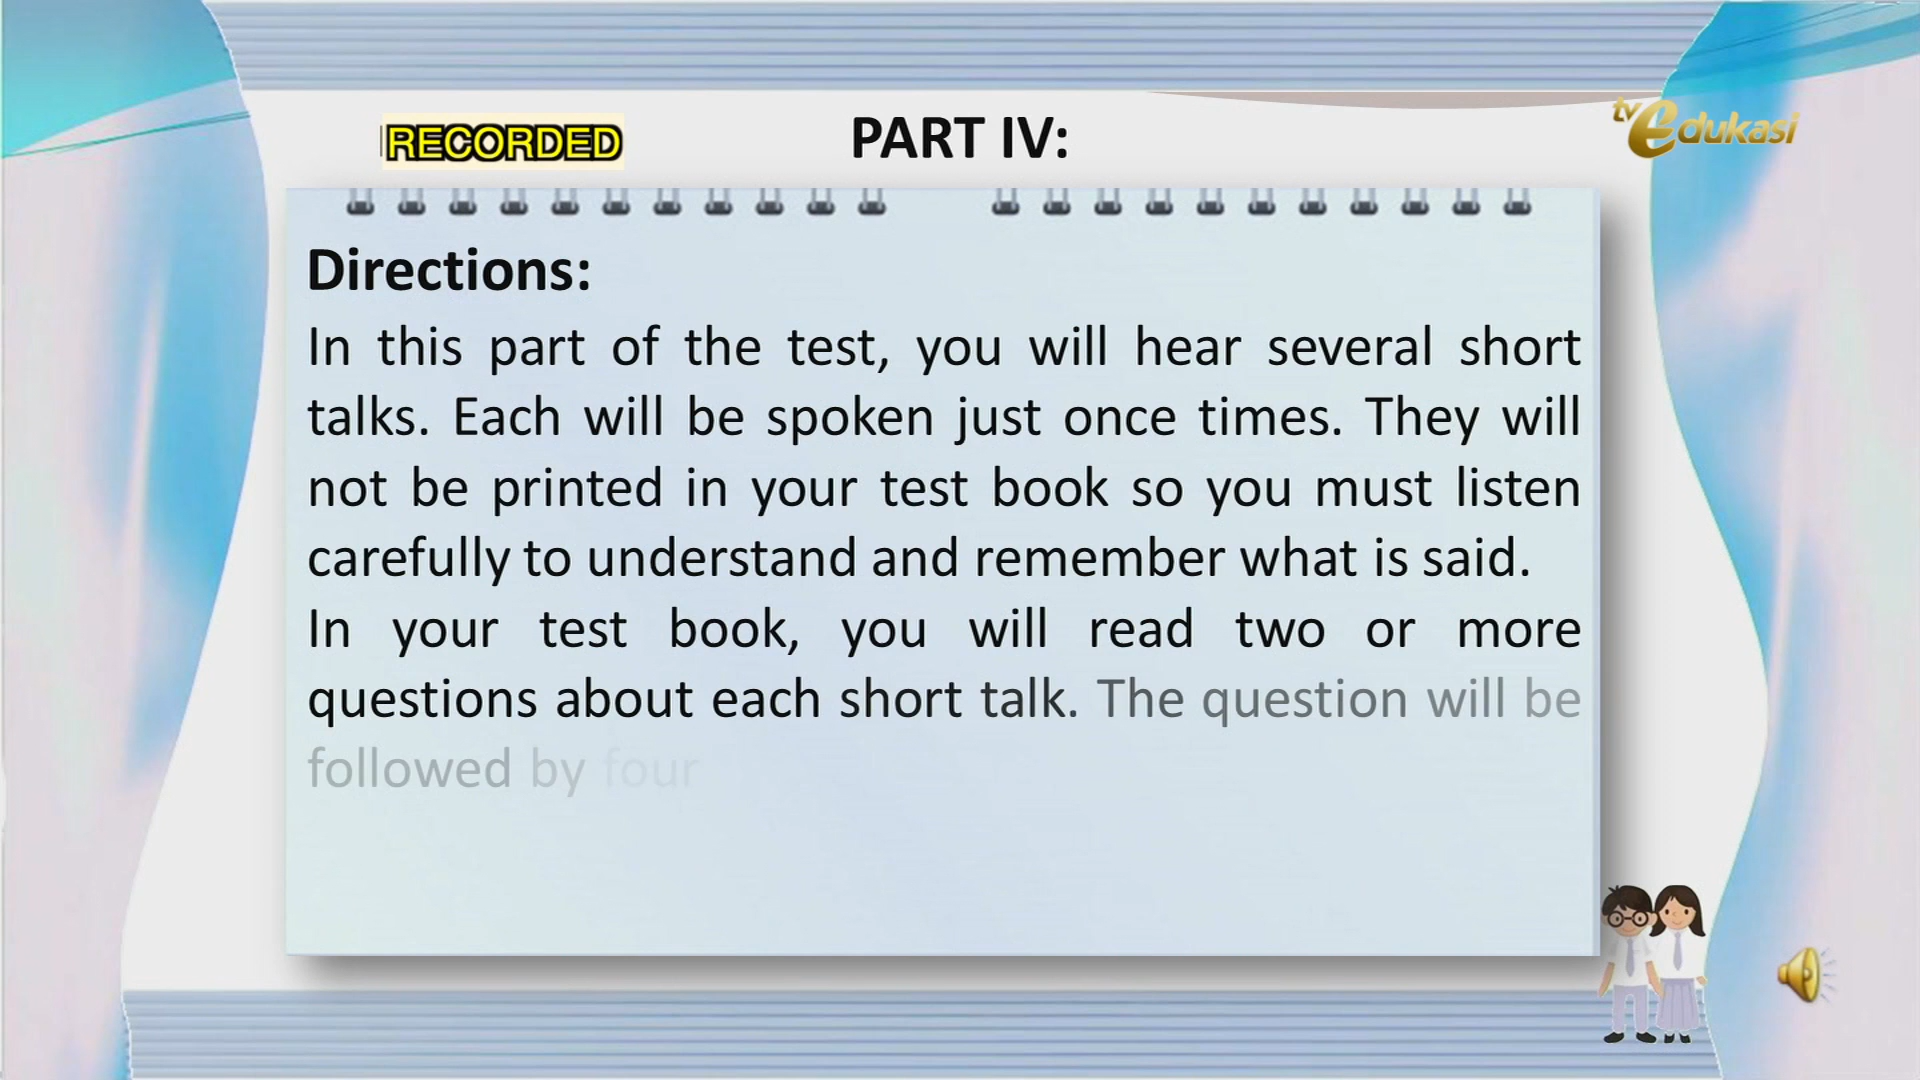 RECORDED
PART IV:
tv edukasi
Directions:
In this part of the test, you will hear several short
talks. Each will be spoken just once times. They will
not be printed in your test book so you must listen
carefully to understand and remember what is said.
In your test book, you will read two or more
questions about each short talk. The question will be
followed by four